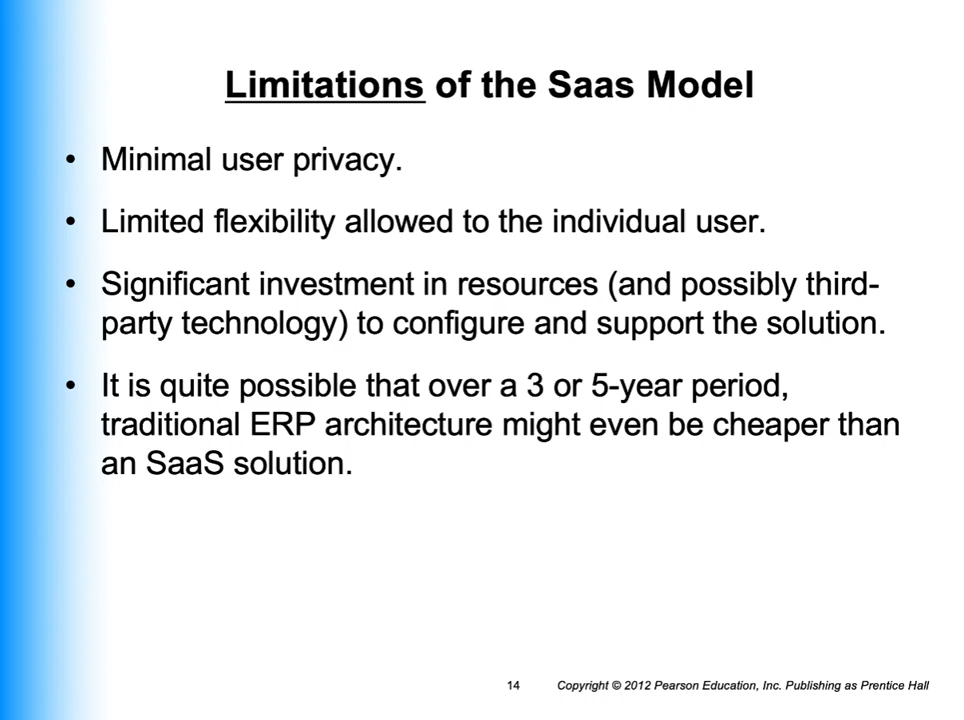 Limitations of the Saas Model
• Minimal user privacy.
• Limited flexibility allowed to the individual user.
• Significant investment in resources (and possibly third-
party technology) to configure and support the solution.
• It is quite possible that over a 3 or 5-year period,
traditional ERP architecture might even be cheaper than
an SaaS solution.
14 Copyright © 2012 Pearson Education, Inc. Publishing as Prentice Hall